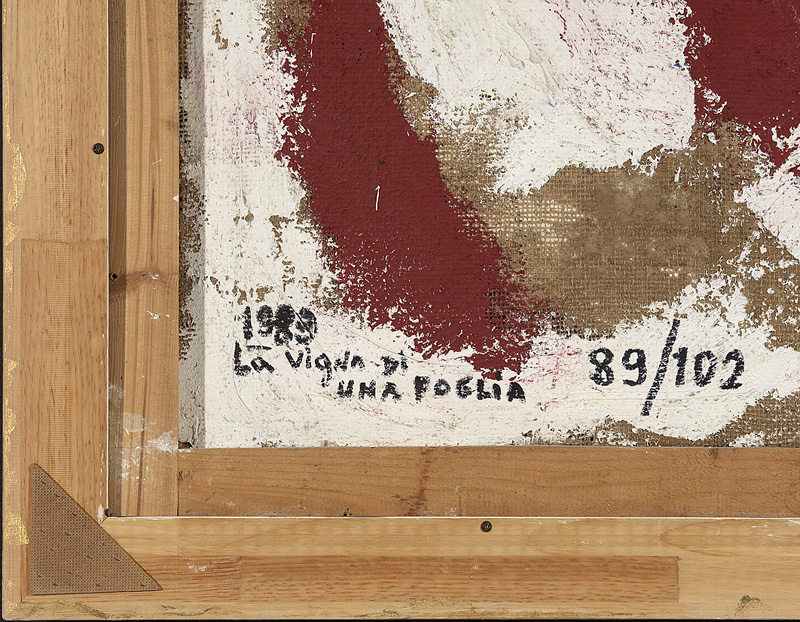 1989
La Vigna Di
UNA FOGLIA
89/102